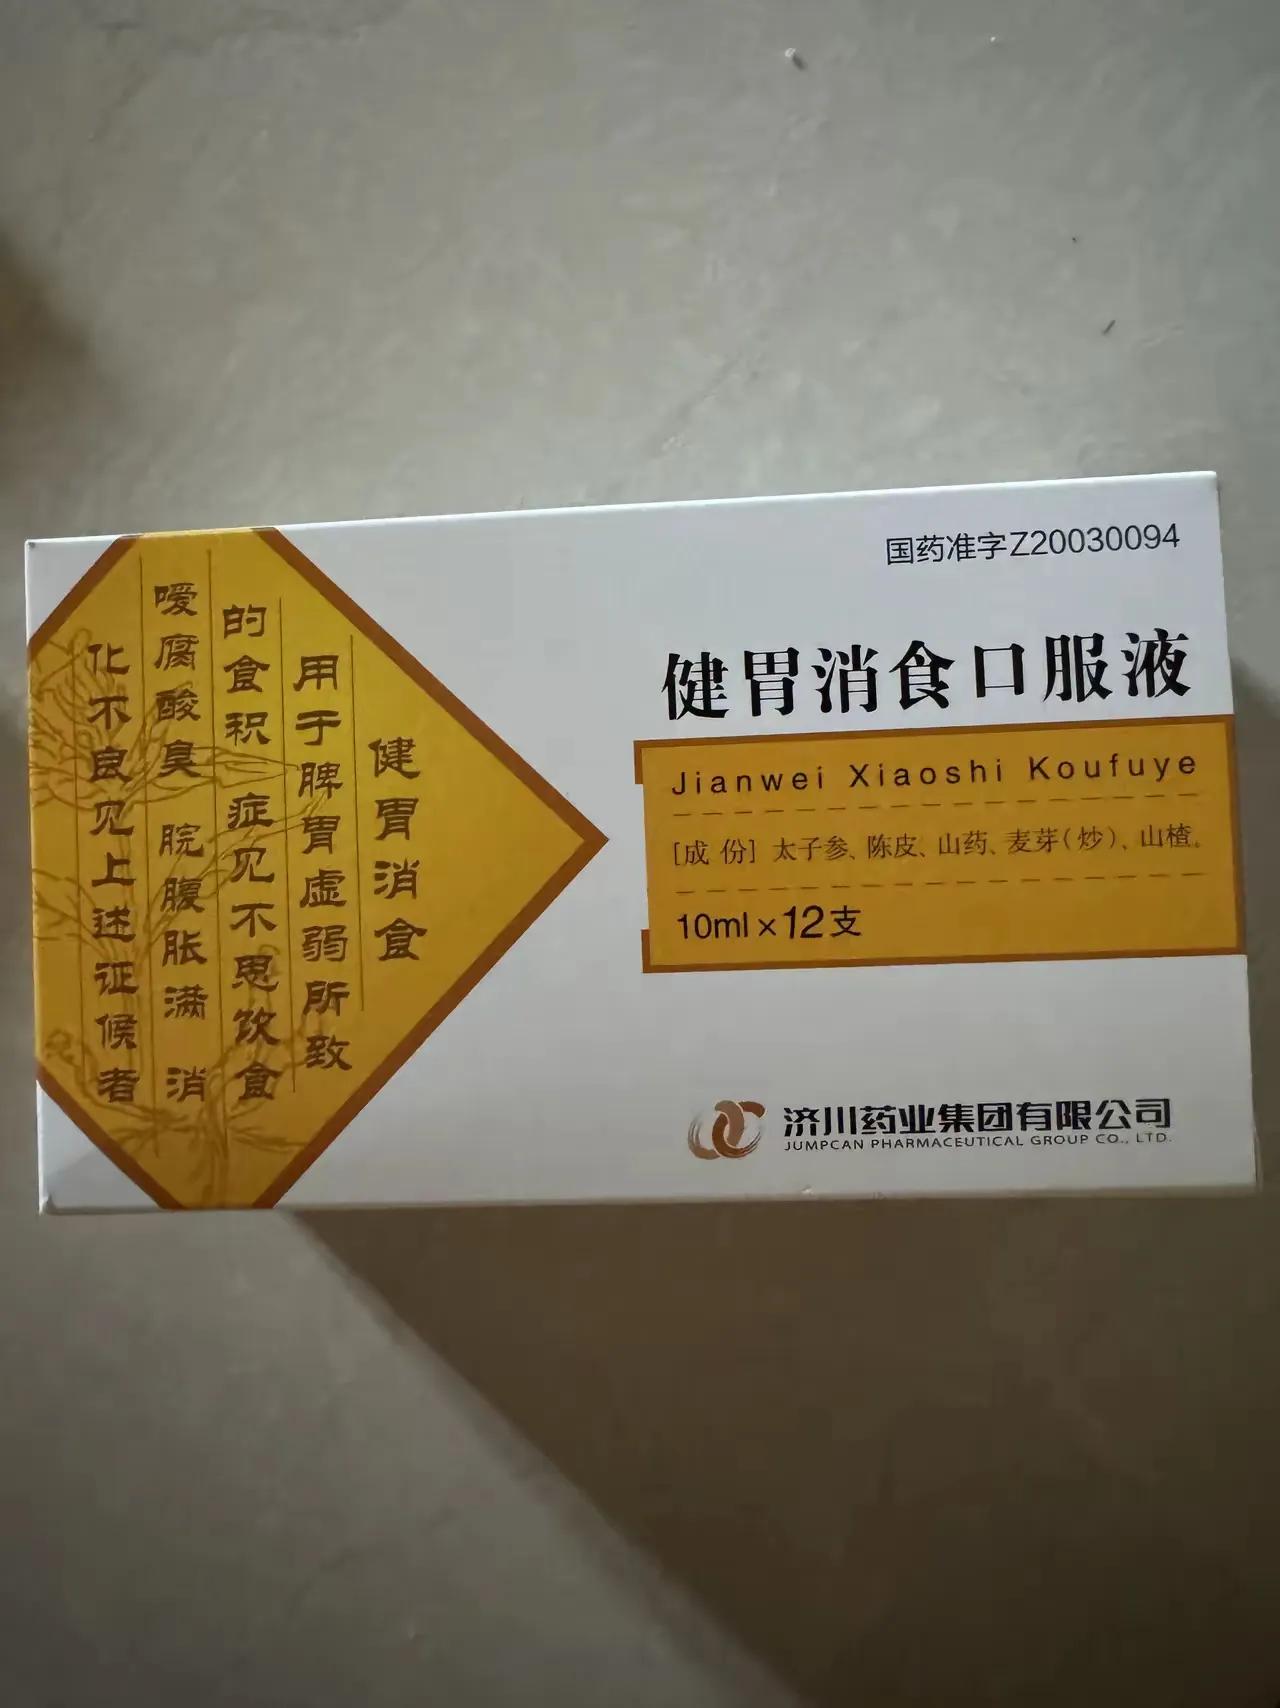 国药准字Z20030094
健胃消食口服液
Jianwei Xiaoshi Koufuye
[成份] 太子参、陈皮、山药、麦芽(炒)、山楂。
10ml×12支
济川药业集团有限公司
JUMPCAN PHARMACEUTICAL GROUP CO., LTD.
健胃消食
用于脾胃虚弱所致
的食积 症见不思饮食
嗳腐酸臭 脘腹胀满 消
化不良见上述证候者